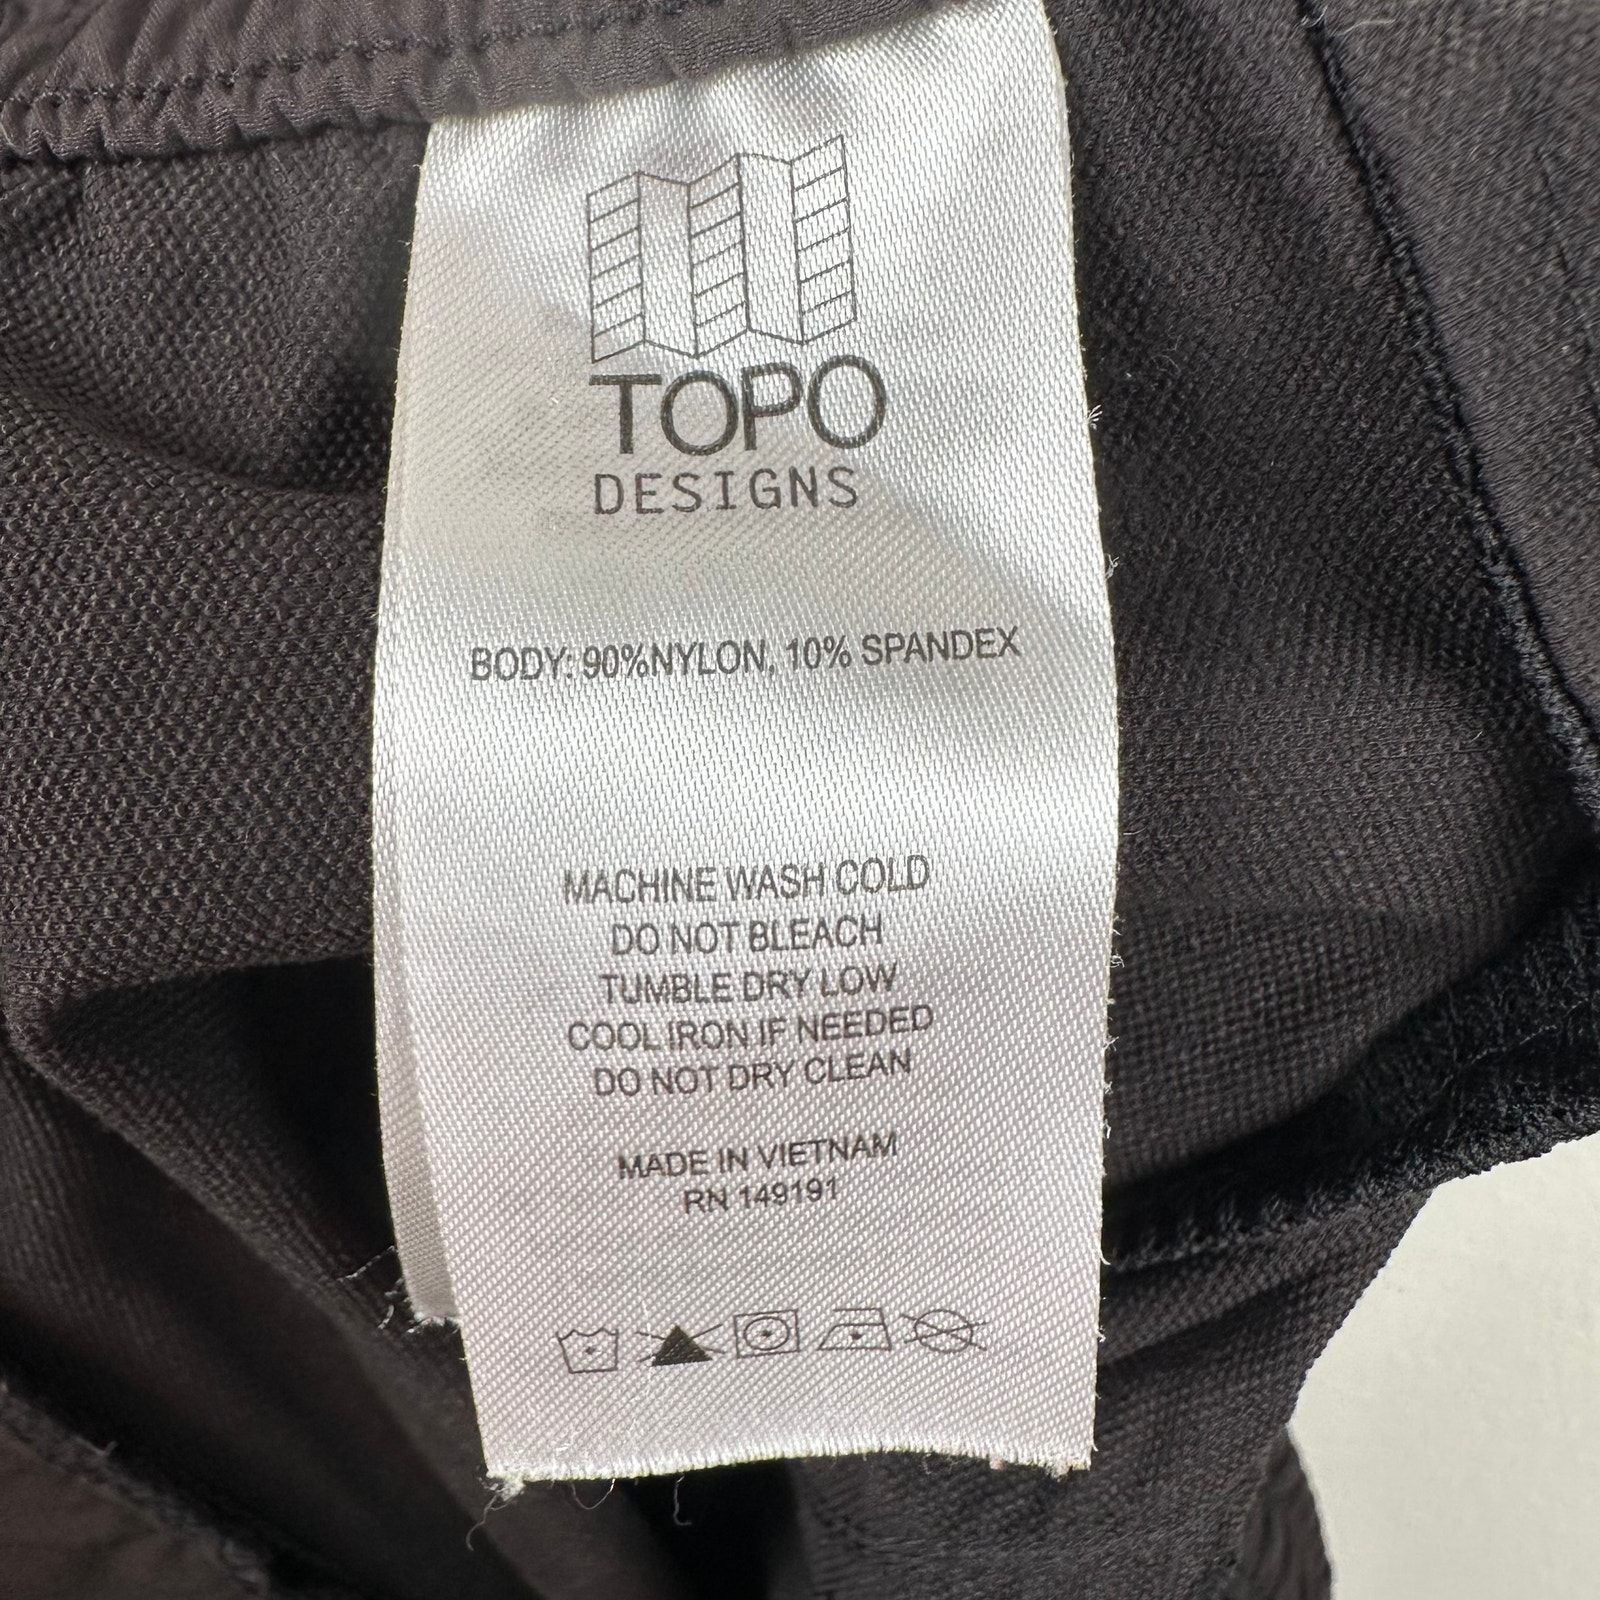 TOPO
DESIGNS
BODY: 90%NYLON, 10% SPANDEX
MACHINE WASH COLD
DO NOT BLEACH
TUMBLE DRY LOW
COOL IRON IF NEEDED
DO NOT DRY CLEAN
MADE IN VIETNAM
RN 149191